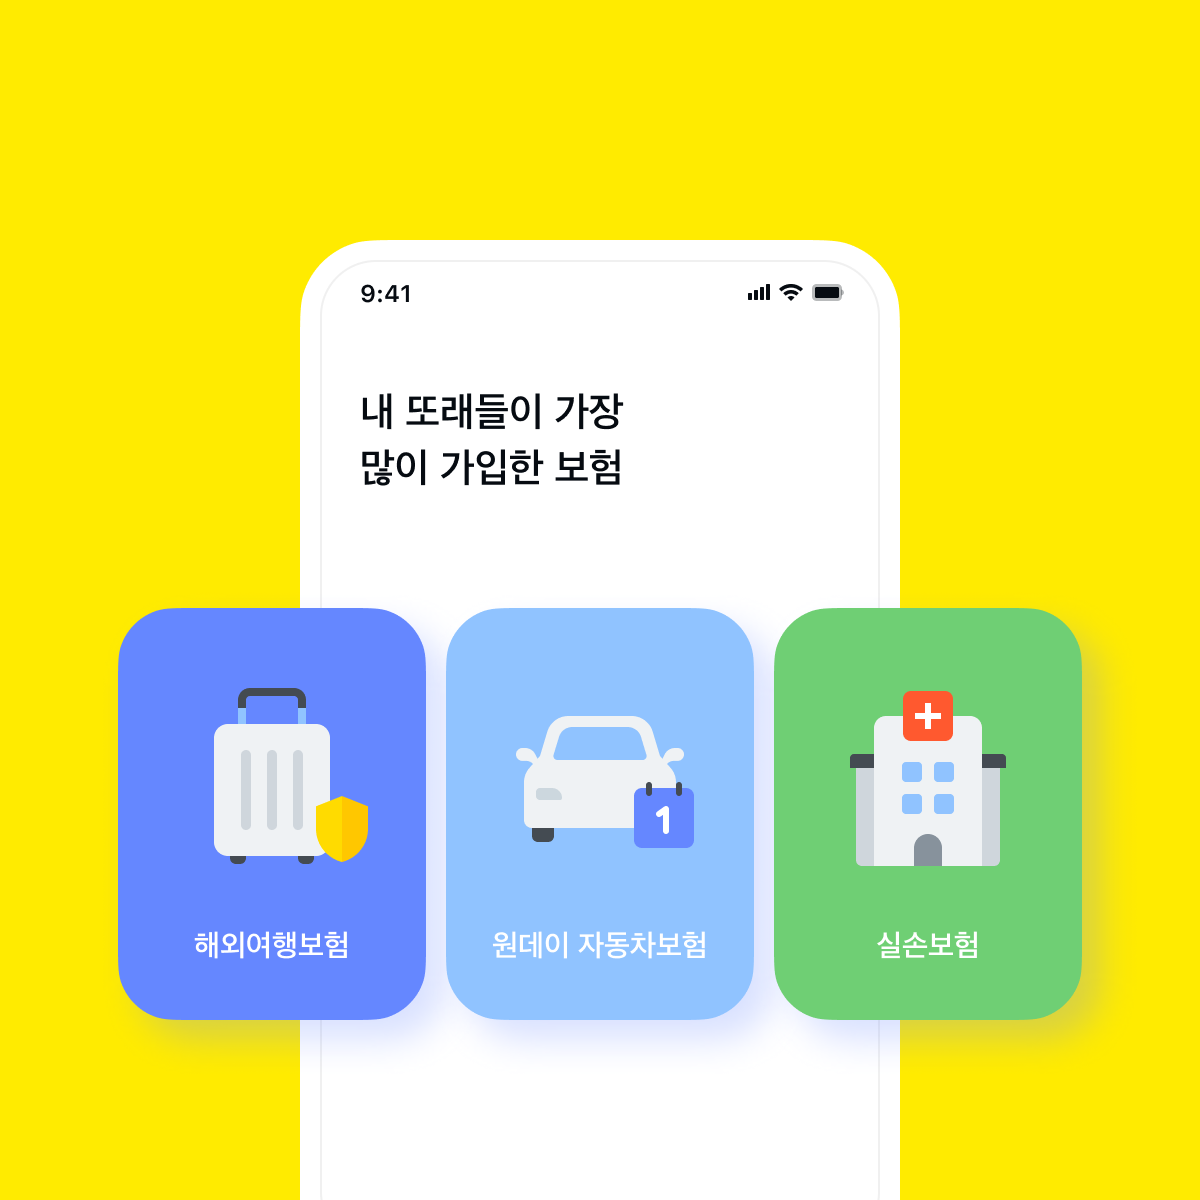 9:41
내 또래들이 가장
많이 가입한 보험
1
해외여행보험
원데이 자동차보험
실손보험